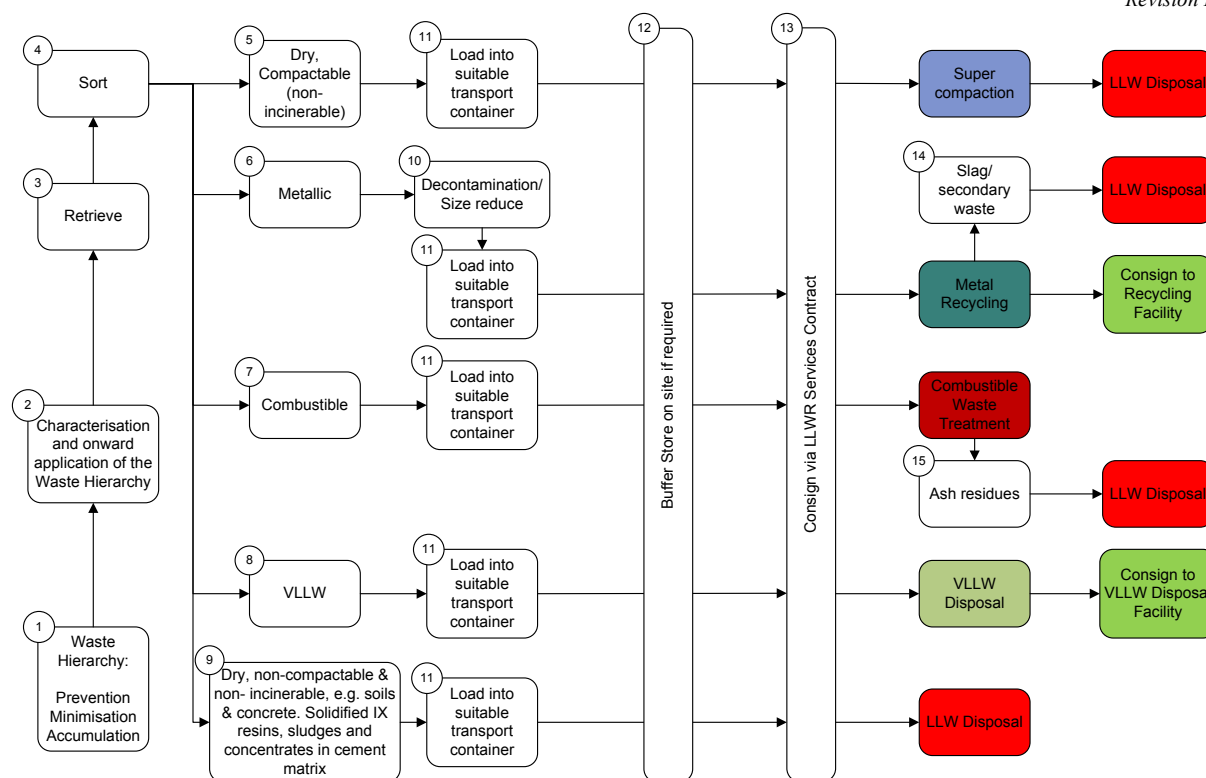 Revision
4
Sort
3
Retrieve
2
Characterisation
and onward
application of the
Waste Hierarchy
1
Waste
Hierarchy:
Prevention
Minimisation
Accumulation
5
Dry,
Compactable
(non-
incinerable)
11
Load into
suitable
transport
container
6
Metallic
10
Decontamination/
Size reduce
11
Load into
suitable
transport
container
7
Combustible
11
Load into
suitable
transport
container
8
VLLW
11
Load into
suitable
transport
container
9
Dry, non-compactable &
non- incinerable, e.g. soils
& concrete. Solidified IX
resins, sludges and
concentrates in cement
matrix
11
Load into
suitable
transport
container
12
Buffer Store on site if required
13
Consign via LLWR Services Contract
Super
compaction
LLW Disposal
14
Slag/
secondary
waste
LLW Disposal
Metal
Recycling
Consign to
Recycling
Facility
Combustible
Waste
Treatment
15
Ash residues
LLW Disposal
VLLW
Disposal
Consign to
VLLW Disposal
Facility
LLW Disposal